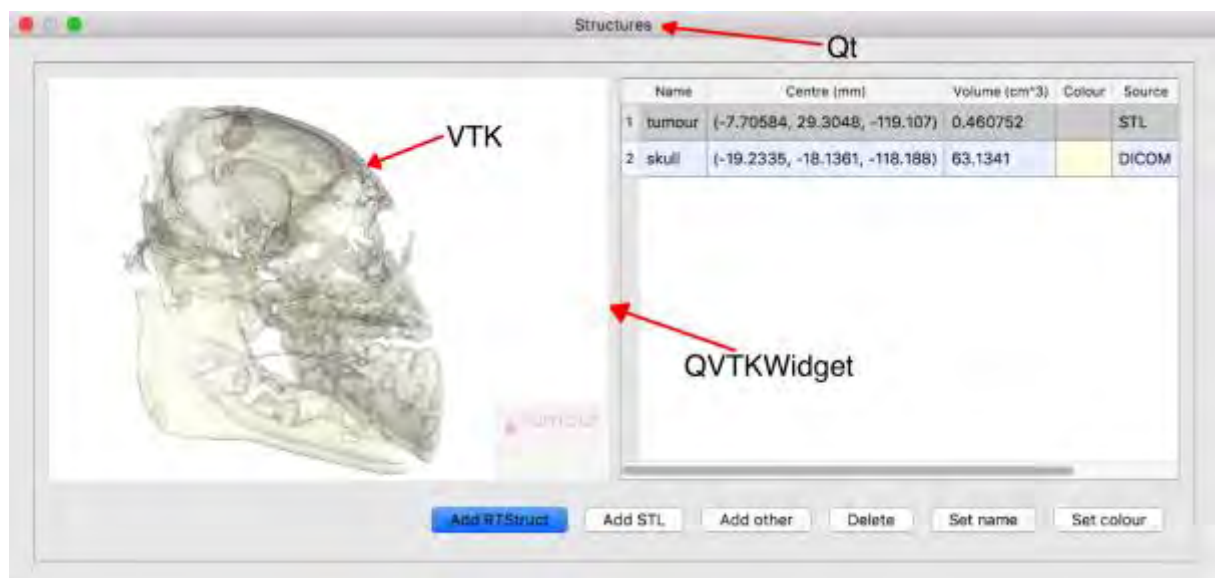 Structures
Qt
Name Centre (mm) Volume (cm^3) Colour Source
1 tumour (-7.70584, 29.3048, -119.107) 0.460752 STL
2 skull (-19.2335, -18.1361, -118.188) 63.1341 DICOM
VTK
QVTKWidget
tumour
Add RTStruct Add STL Add other Delete Set name Set colour